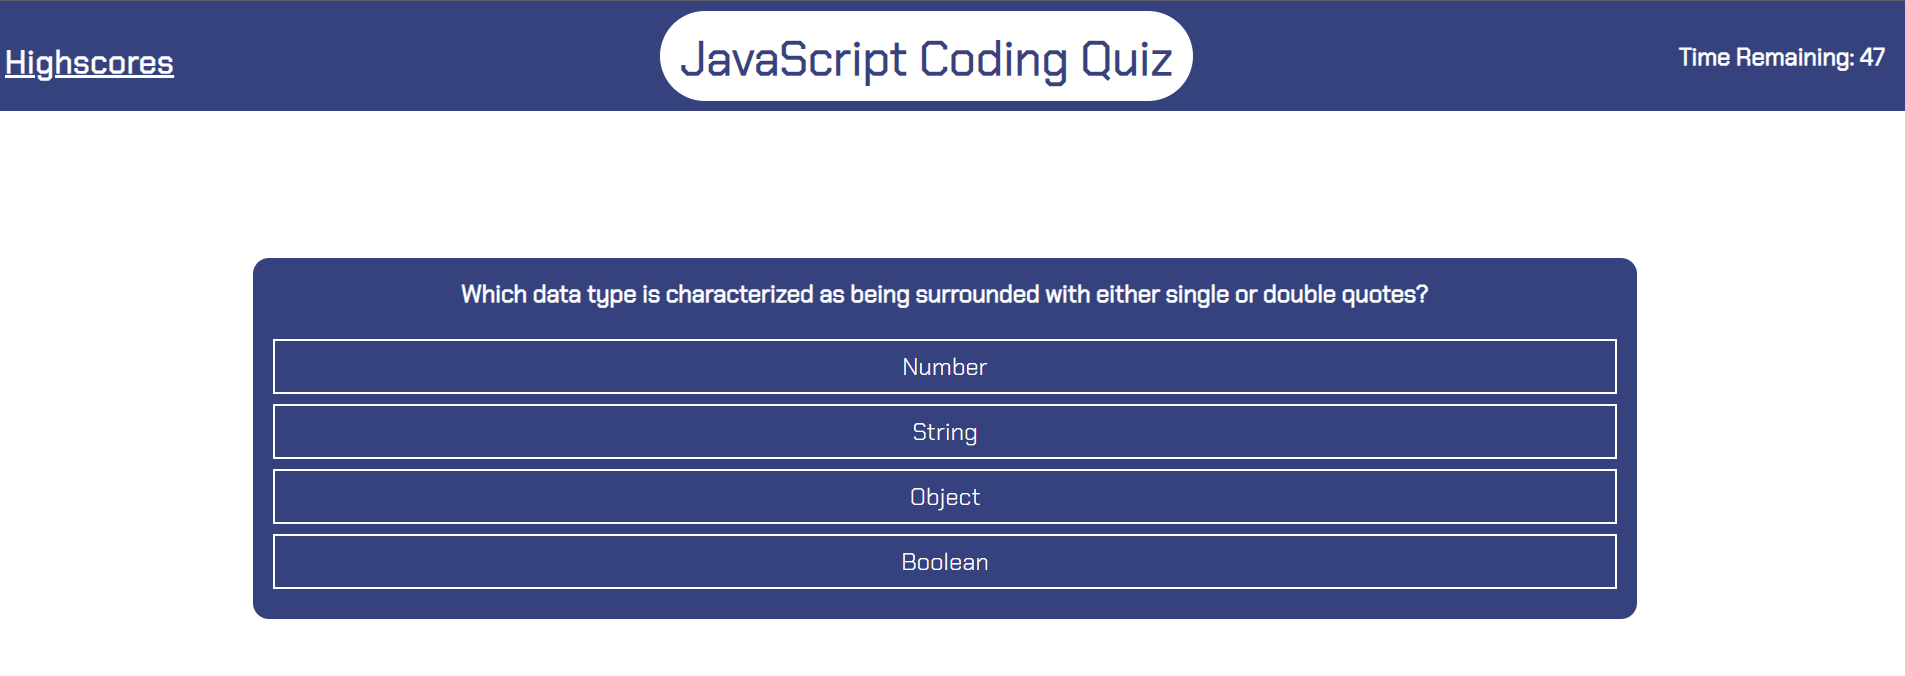 Highscores
JavaScript Coding Quiz
Time Remaining: 47
Which data type is characterized as being surrounded with either single or double quotes?
Number
String
Object
Boolean